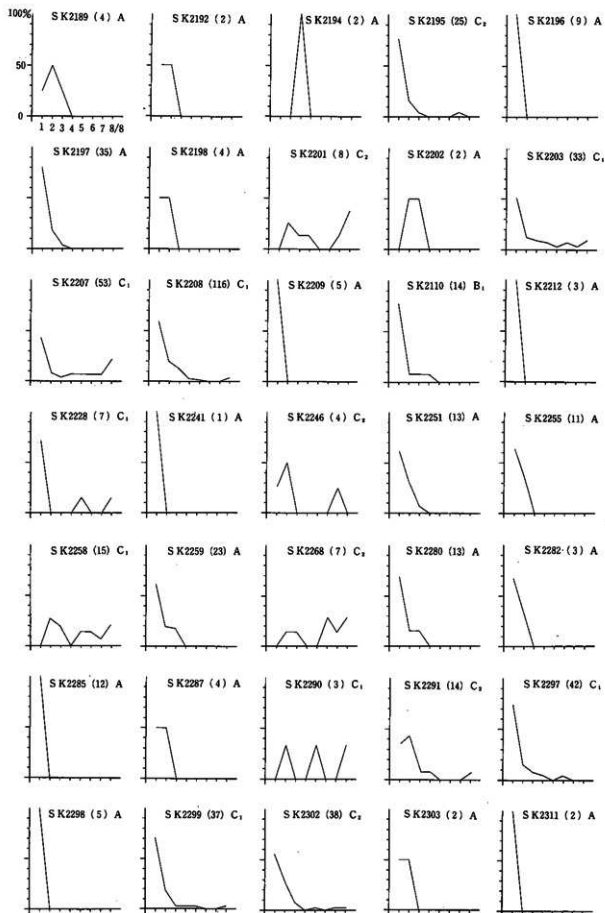 100%
50
0
1 2 3 4 5 6 7 8/8
SK2189 (4) A
SK2192 (2) A
SK2194 (2) A
SK2195 (25) C₂
SK2196 (9) A
SK2197 (35) A
SK2198 (4) A
SK2201 (8) C₂
SK2202 (2) A
SK2203 (33) C₁
SK2207 (53) C₁
SK2208 (116) C₁
SK2209 (5) A
SK2110 (14) B₁
SK2212 (3) A
SK2228 (7) C₁
SK2241 (1) A
SK2246 (4) C₂
SK2251 (13) A
SK2255 (11) A
SK2258 (15) C₁
SK2259 (23) A
SK2268 (7) C₂
SK2280 (13) A
SK2282 (3) A
SK2285 (12) A
SK2287 (4) A
SK2290 (3) C₁
SK2291 (14) C₂
SK2297 (42) C₁
SK2298 (5) A
SK2299 (37) C₁
SK2302 (38) C₂
SK2303 (2) A
SK2311 (2) A